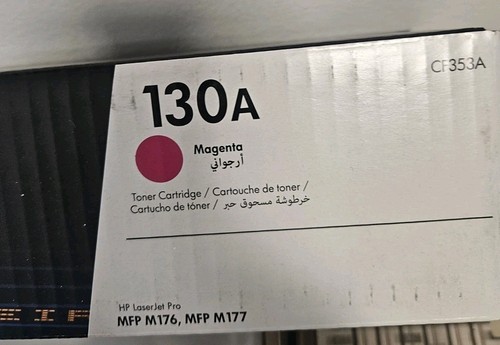 CF353A
130A
Magenta
أرجواني
Toner Cartridge / Cartouche de toner /
Cartucho de tóner / خرطوشة مسحوق حبر
HP LaserJet Pro
MFP M176, MFP M177